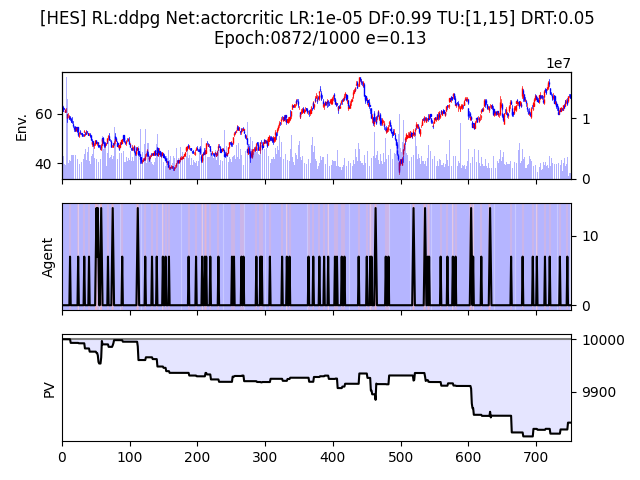 [HES] RL:ddpg Net:actorcritic LR:1e-05 DF:0.99 TU:[1,15] DRT:0.05
Epoch:0872/1000 e=0.13
1e7
Env.
60
40
1
0
Agent
10
0
PV
10000
9900
0 100 200 300 400 500 600 700